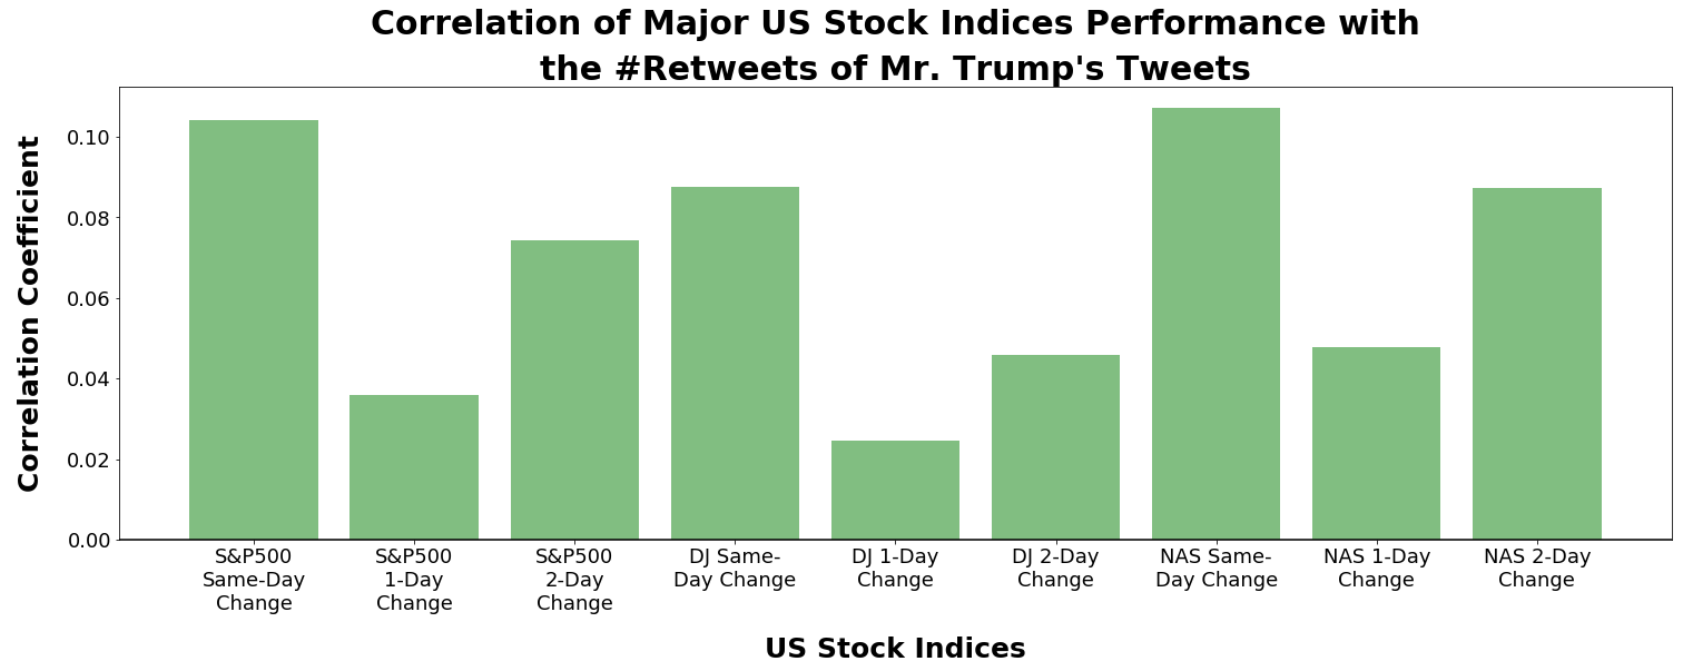 Correlation of Major US Stock Indices Performance with
the #Retweets of Mr. Trump's Tweets
Correlation Coefficient
0.10
0.08
0.06
0.04
0.02
0.00
S&P500
Same-Day
Change
S&P500
1-Day
Change
S&P500
2-Day
Change
DJ Same-
Day Change
DJ 1-Day
Change
DJ 2-Day
Change
NAS Same-
Day Change
NAS 1-Day
Change
NAS 2-Day
Change
US Stock Indices